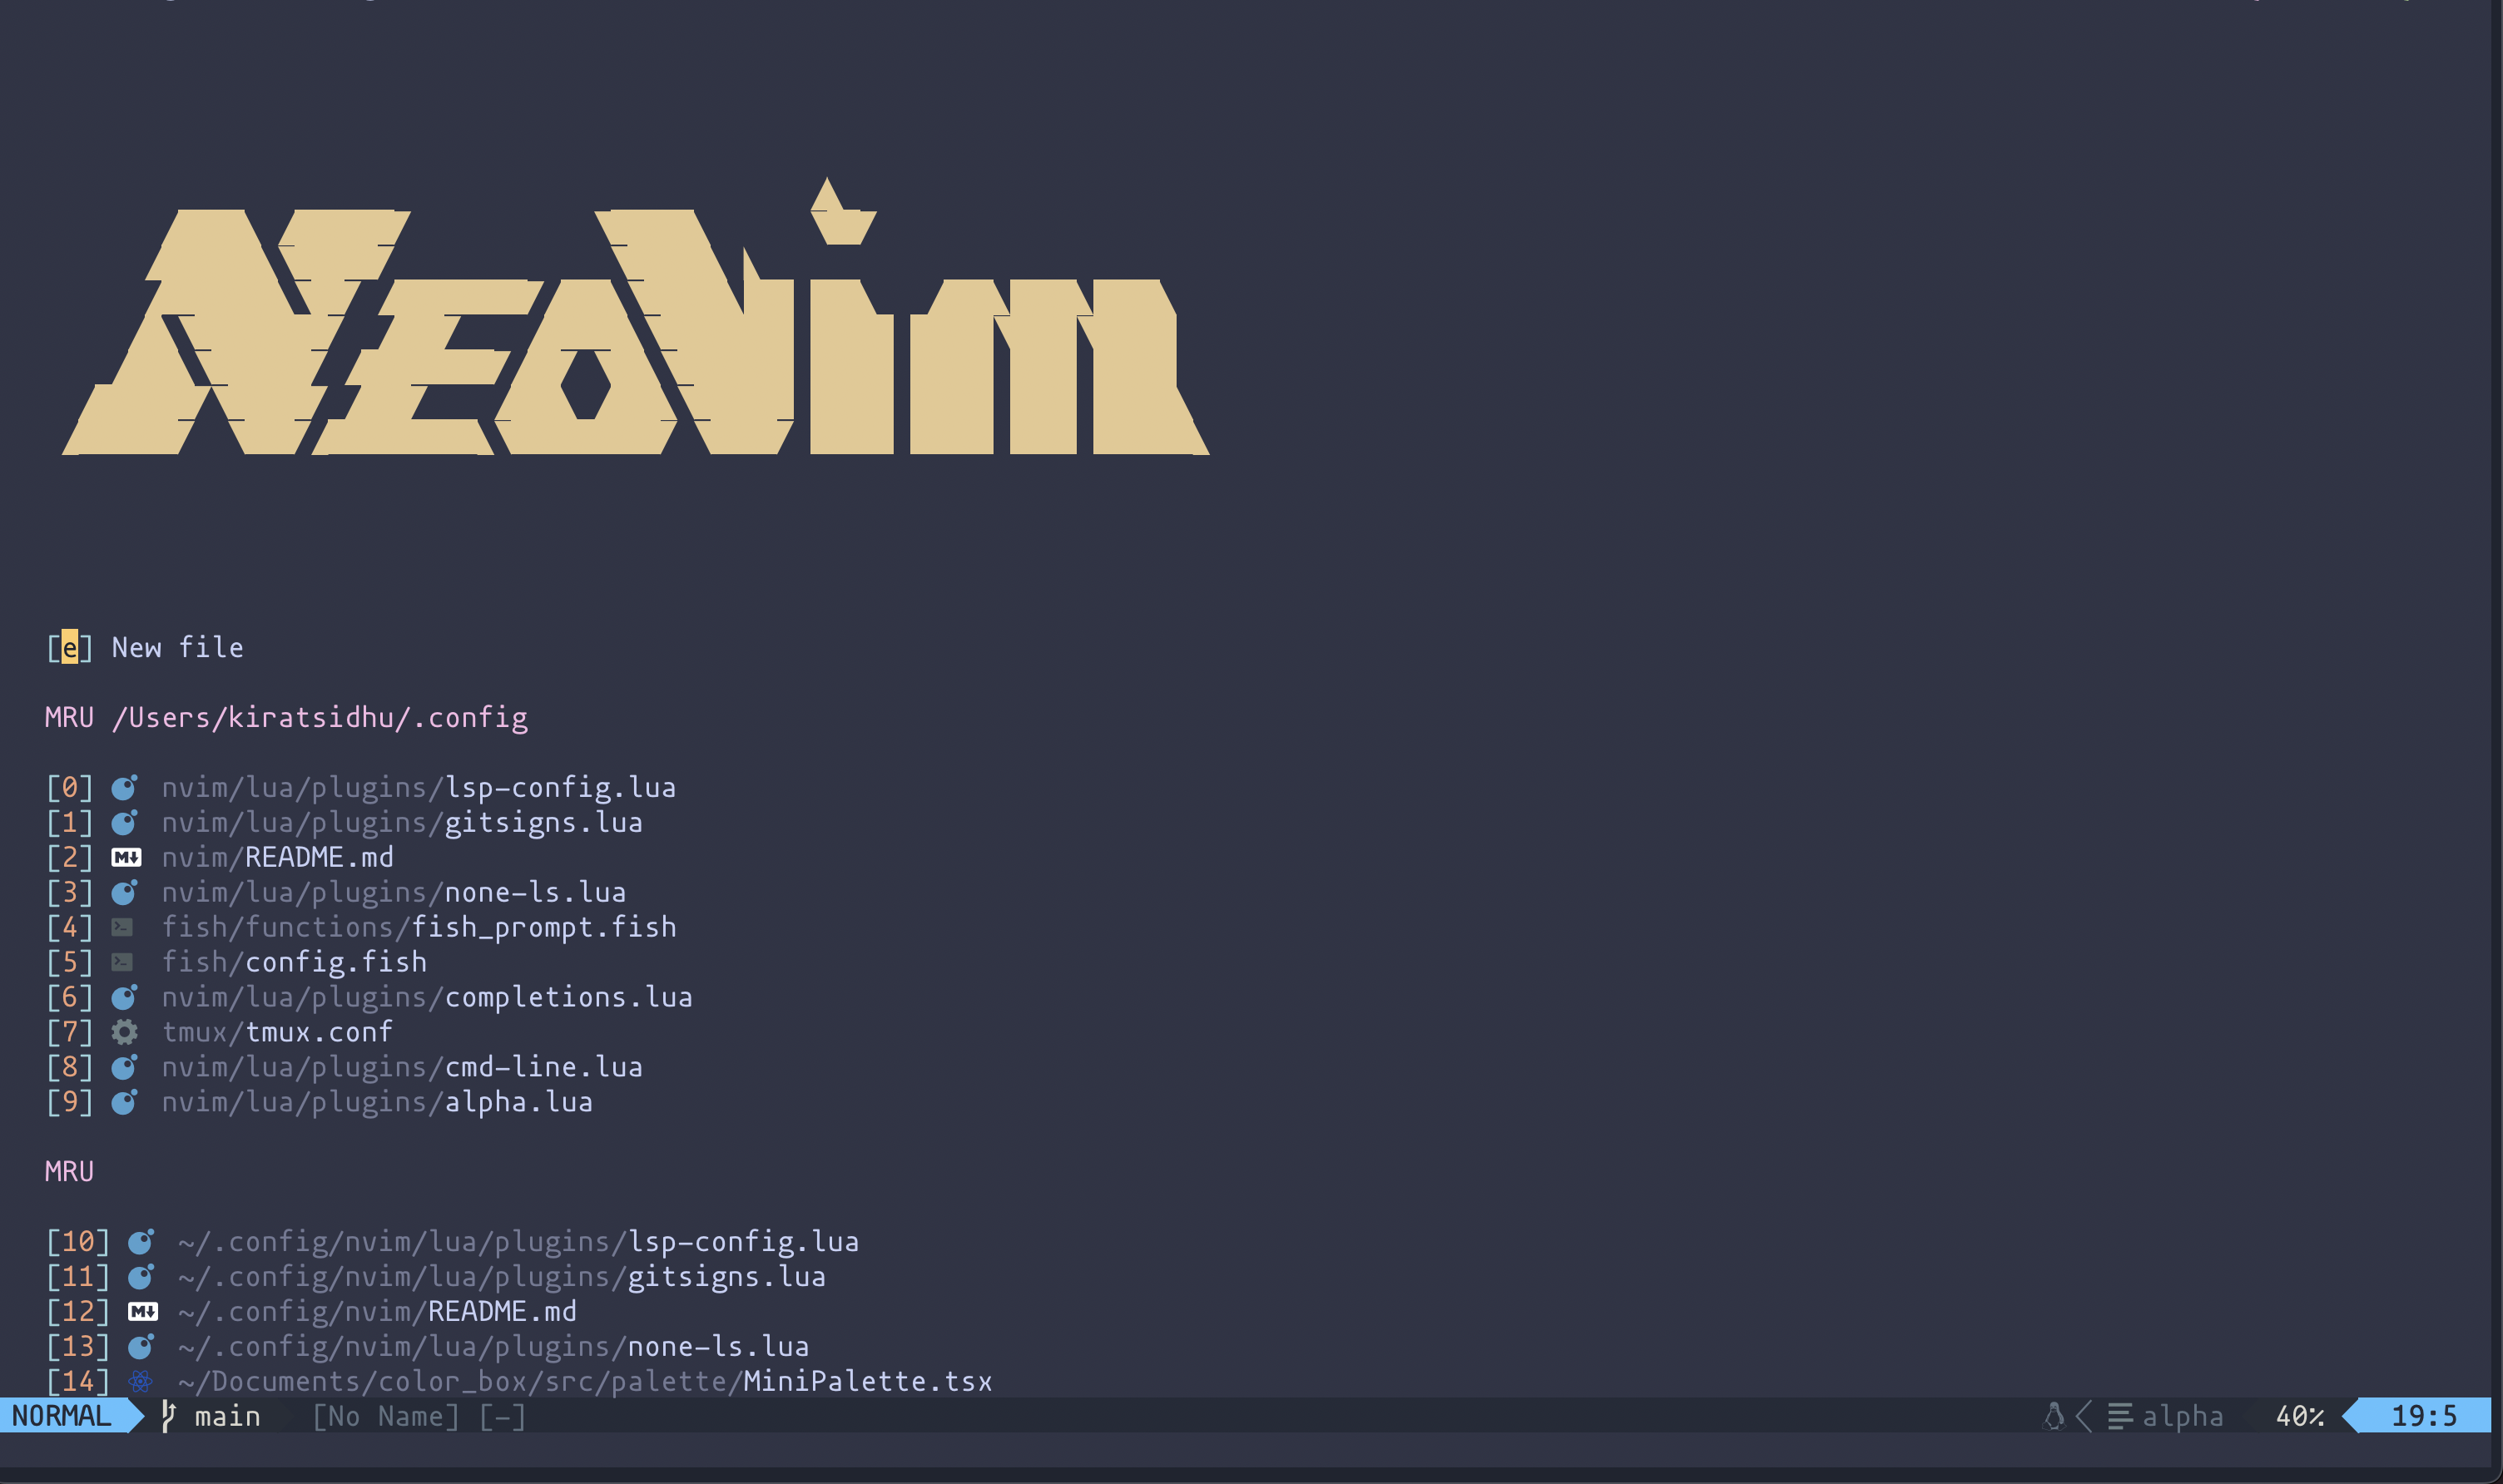 Neovim
[e] New file
MRU /Users/kiratsidhu/.config
[0] nvim/lua/plugins/lsp-config.lua
[1] nvim/lua/plugins/gitsigns.lua
[2] M↓ nvim/README.md
[3] nvim/lua/plugins/none-ls.lua
[4] >_ fish/functions/fish_prompt.fish
[5] >_ fish/config.fish
[6] nvim/lua/plugins/completions.lua
[7] tmux/tmux.conf
[8] nvim/lua/plugins/cmd-line.lua
[9] nvim/lua/plugins/alpha.lua
MRU
[10] ~/.config/nvim/lua/plugins/lsp-config.lua
[11] ~/.config/nvim/lua/plugins/gitsigns.lua
[12] M↓ ~/.config/nvim/README.md
[13] ~/.config/nvim/lua/plugins/none-ls.lua
[14] ~/Documents/color_box/src/palette/MiniPalette.tsx
NORMAL main [No Name] [-] alpha 40% 19:5